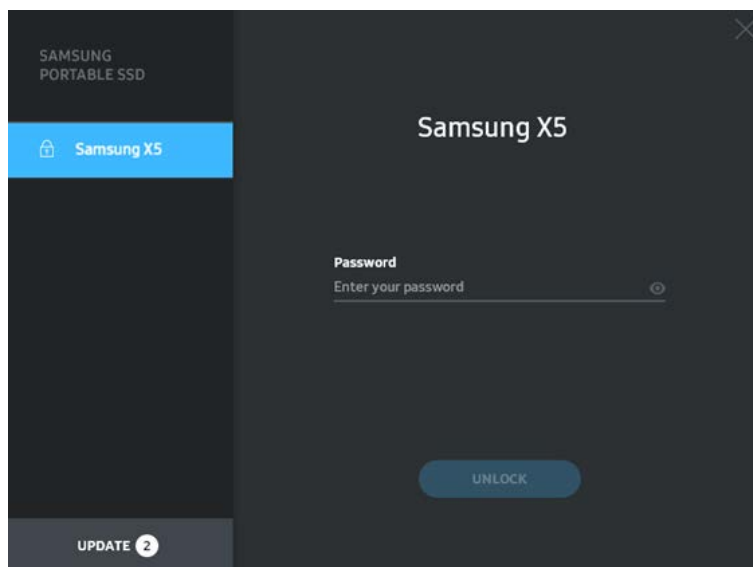 SAMSUNG
PORTABLE SSD
Samsung X5
Samsung X5
Password
Enter your password
UNLOCK
UPDATE 2